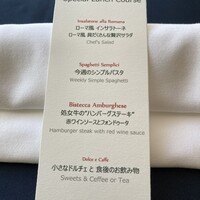 Special Lunch Course
Insalatone alla Romana
ローマ風、インサラトーネ
ローマ風、具だくさんな贅沢サラダ
Chef's Salad
Spaghetti Semplici
今週のシンプルパスタ
Weekly Simple Spaghetti
Bistecca Amburghese
処女牛の"ハンバーグステーキ"
赤ワインソースとフォンドゥータ
Hamburger steak with red wine sauce
Dolce e Caffè
小さなドルチェ と 食後のお飲み物
Sweets & Coffee or Tea